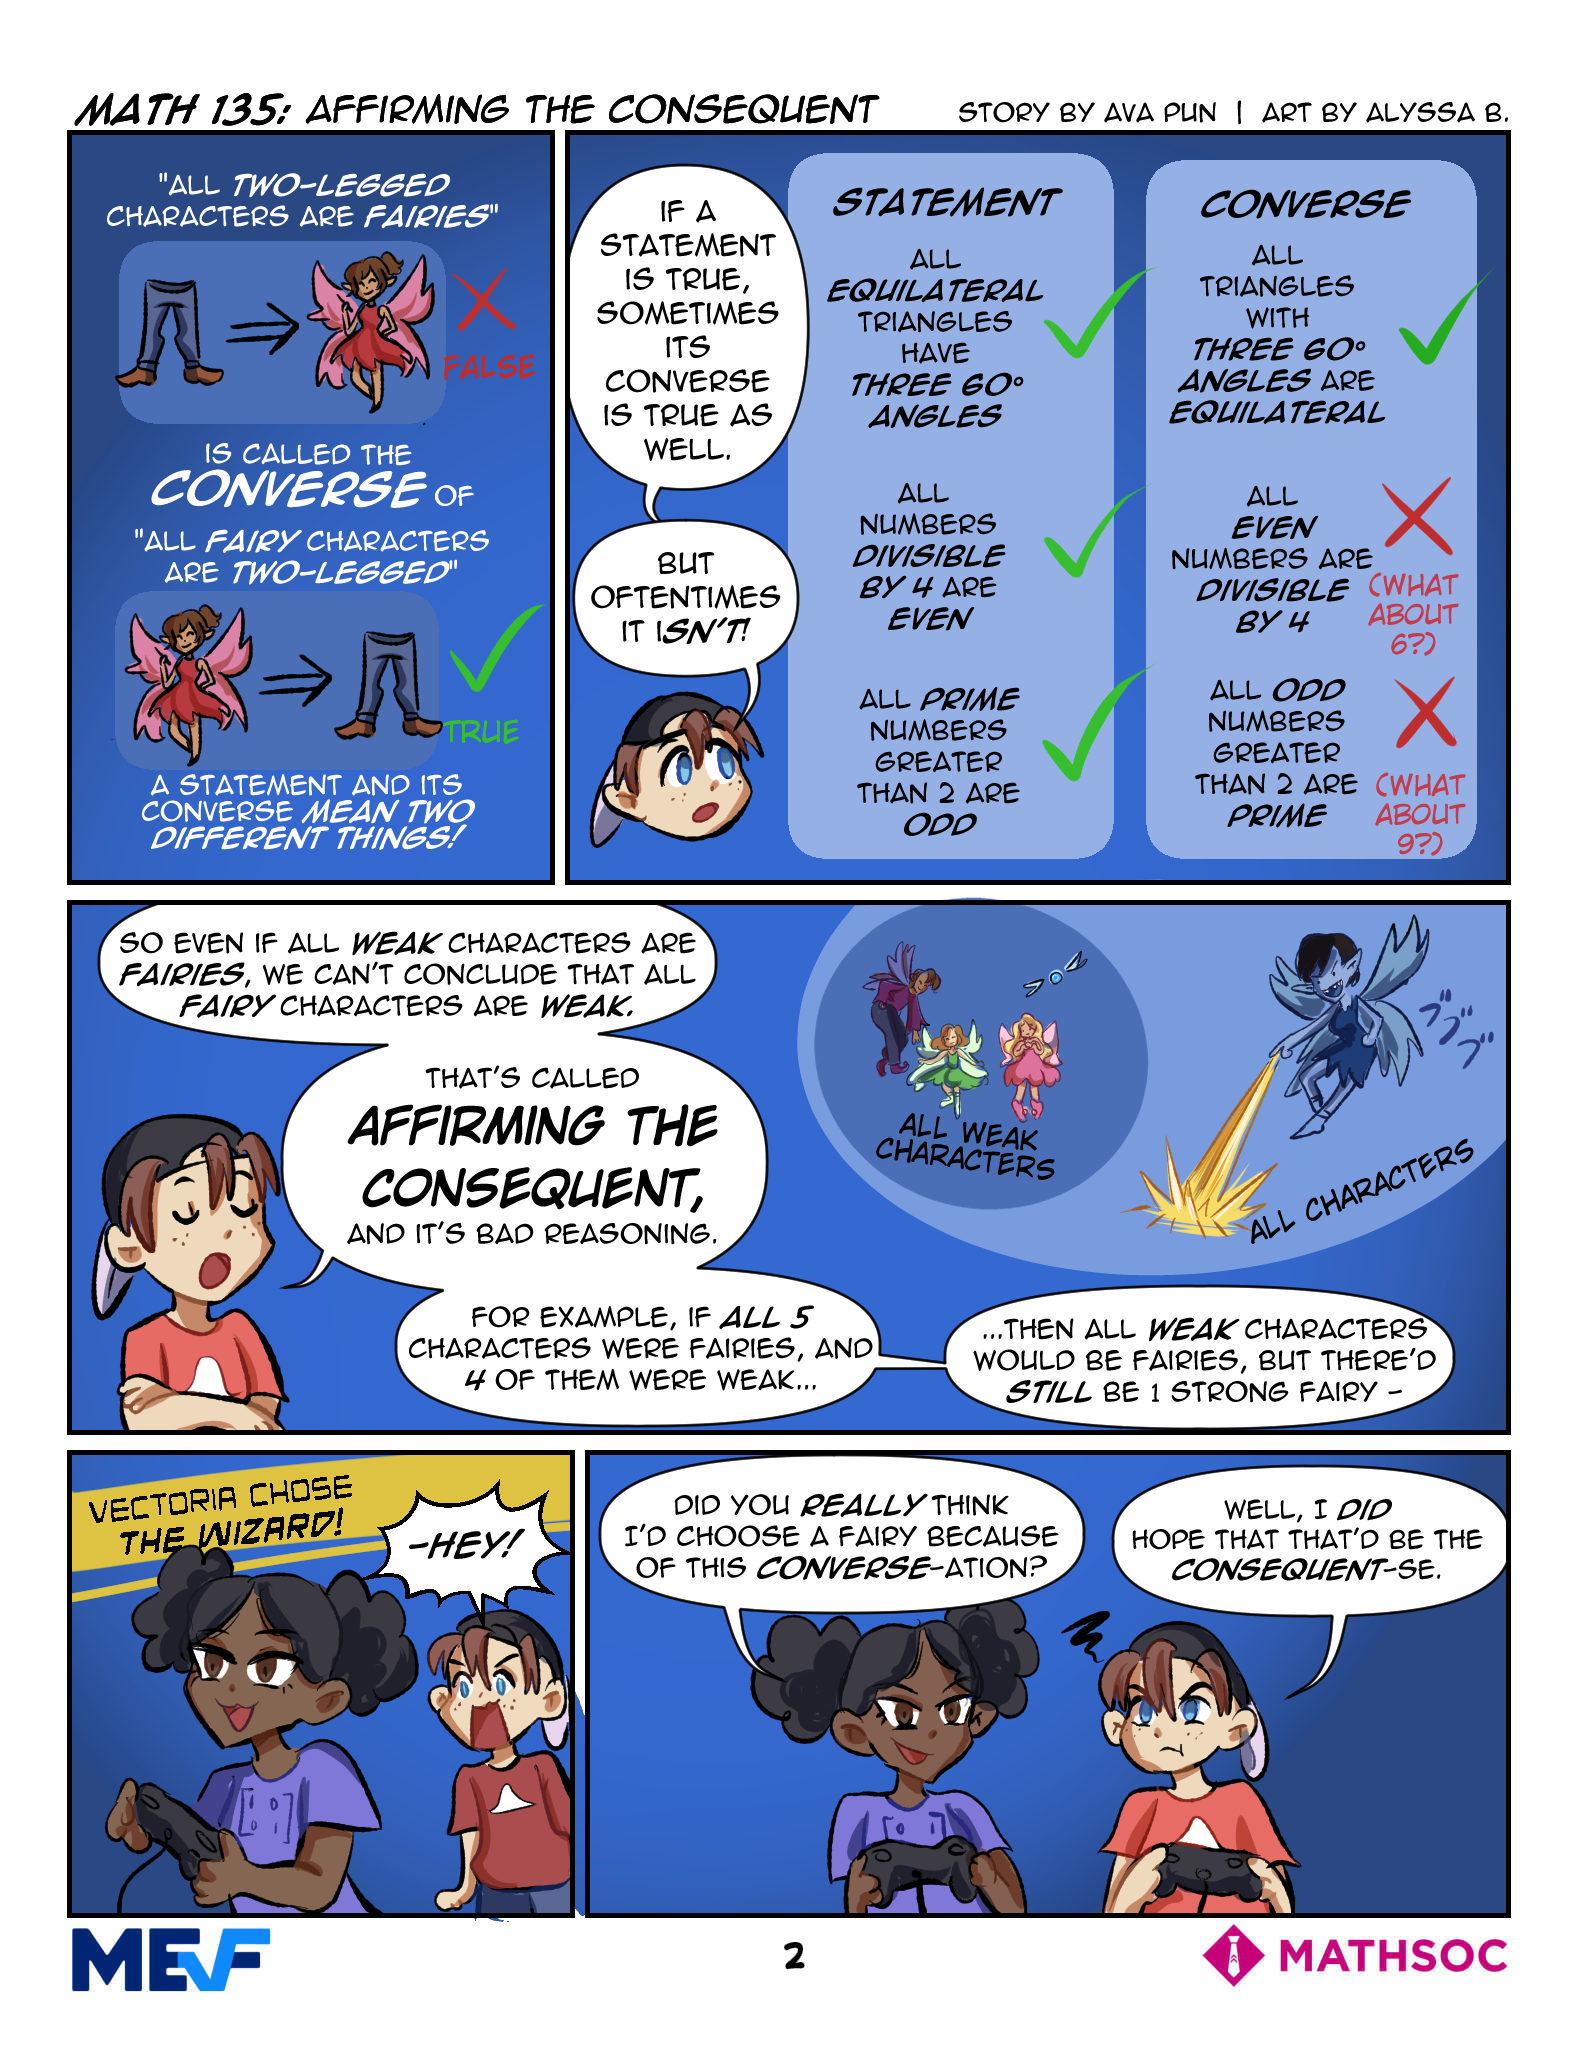 MATH 135: AFFIRMING THE CONSEQUENT
STORY BY AVA PUN | ART BY ALYSSA B.
"ALL TWO-LEGGED
CHARACTERS ARE FAIRIES"
FALSE
IS CALLED THE
CONVERSE OF
"ALL FAIRY CHARACTERS
ARE TWO-LEGGED"
TRUE
A STATEMENT AND ITS
CONVERSE MEAN TWO
DIFFERENT THINGS!
IF A
STATEMENT
IS TRUE,
SOMETIMES
ITS
CONVERSE
IS TRUE AS
WELL.
BUT
OFTENTIMES
IT ISN'T!
STATEMENT
ALL
EQUILATERAL
TRIANGLES
HAVE
THREE 60°
ANGLES
ALL
NUMBERS
DIVISIBLE
BY 4 ARE
EVEN
ALL PRIME
NUMBERS
GREATER
THAN 2 ARE
ODD
CONVERSE
ALL
TRIANGLES
WITH
THREE 60°
ANGLES ARE
EQUILATERAL
ALL
EVEN
NUMBERS ARE
DIVISIBLE
BY 4
(WHAT
ABOUT
6?)
ALL ODD
NUMBERS
GREATER
THAN 2 ARE
PRIME
(WHAT
ABOUT
9?)
SO EVEN IF ALL WEAK CHARACTERS ARE
FAIRIES, WE CAN'T CONCLUDE THAT ALL
FAIRY CHARACTERS ARE WEAK.
THAT'S CALLED
AFFIRMING THE
CONSEQUENT,
AND IT'S BAD REASONING.
ALL WEAK
CHARACTERS
ブブブ
ALL CHARACTERS
FOR EXAMPLE, IF ALL 5
CHARACTERS WERE FAIRIES, AND
4 OF THEM WERE WEAK...
...THEN ALL WEAK CHARACTERS
WOULD BE FAIRIES, BUT THERE'D
STILL BE 1 STRONG FAIRY -
VECTORIA CHOSE
THE WIZARD!
-HEY!
DID YOU REALLY THINK
I'D CHOOSE A FAIRY BECAUSE
OF THIS CONVERSE-ATION?
WELL, I DID
HOPE THAT THAT'D BE THE
CONSEQUENT-SE.
MEF
2
MATHSOC